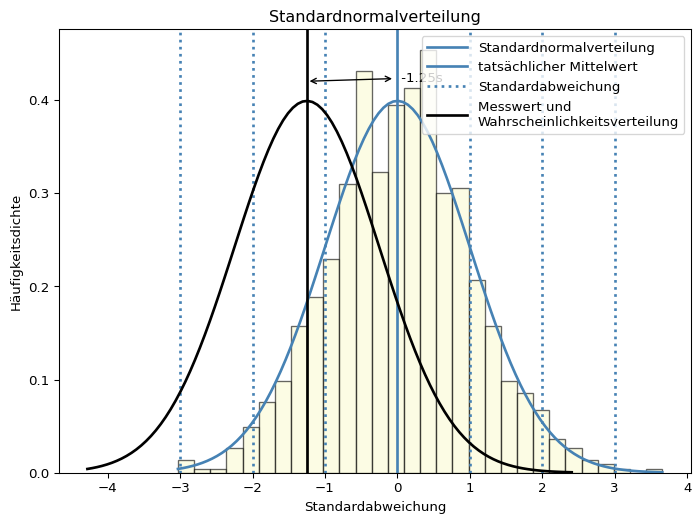 Standardnormalverteilung
Standardnormalverteilung
tatsächlicher Mittelwert
Standardabweichung
Messwert und
Wahrscheinlichkeitsverteilung
-1.25s
Häufigkeitsdichte
0.4
0.3
0.2
0.1
0.0
−4 −3 −2 −1 0 1 2 3 4
Standardabweichung